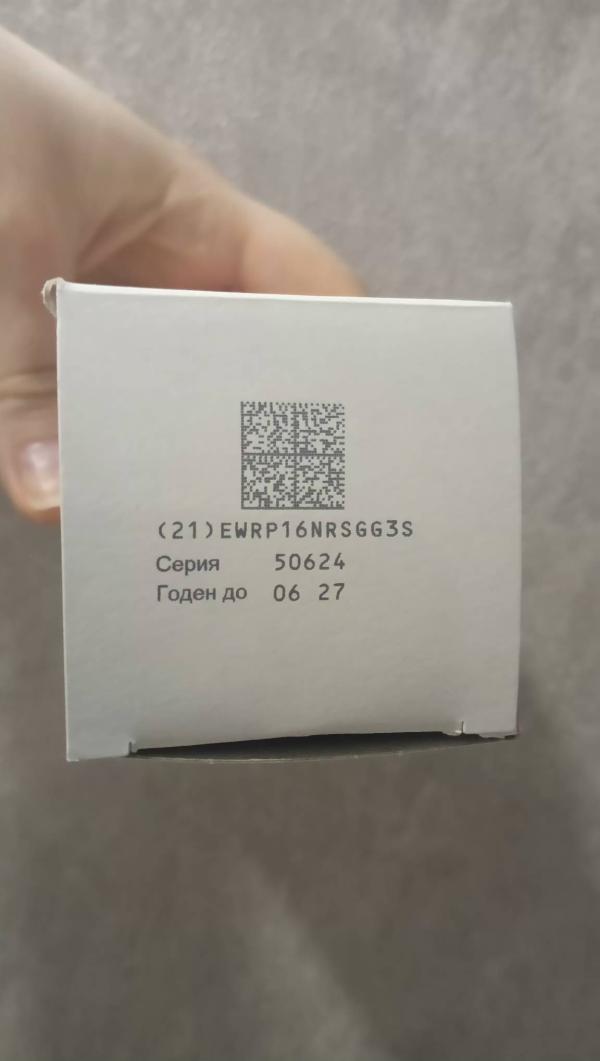 (21)EWRP16NRSGG3S
Серия 50624
Годен до 06 27